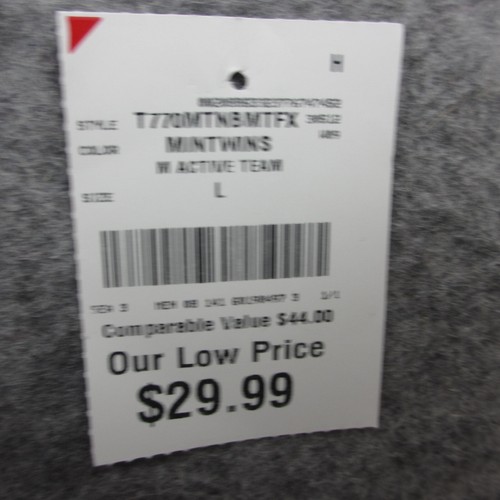 H
STYLE T770MTNBMTFX
COLOR MINTWINS
M ACTIVE TEAM
SIZE L
Comparable Value $44.00
Our Low Price
$29.99